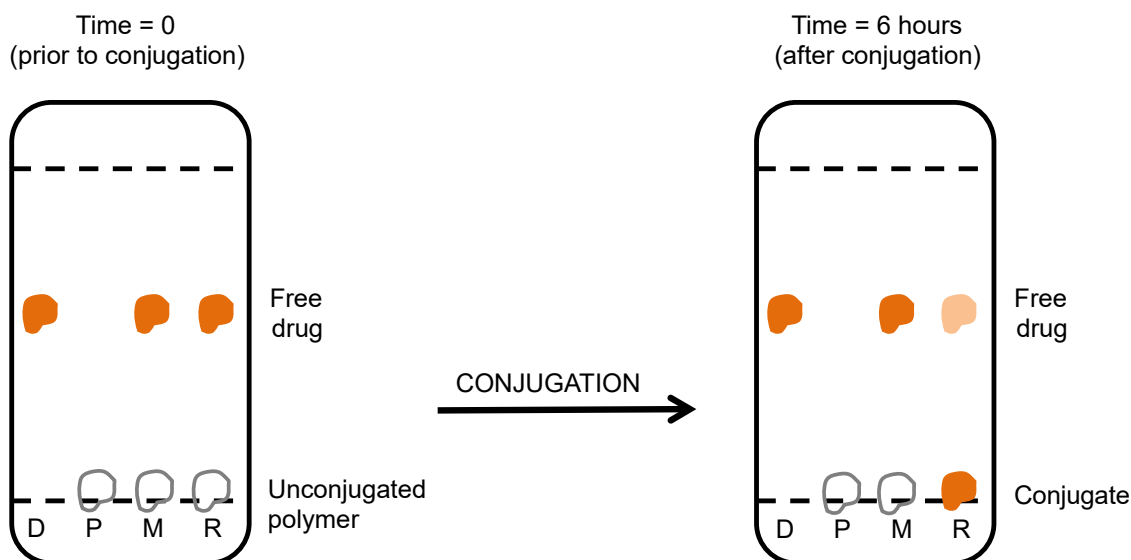 Time = 0
(prior to conjugation)
Free
drug
Unconjugated
polymer
D P M R
CONJUGATION
Time = 6 hours
(after conjugation)
Free
drug
Conjugate
D P M R